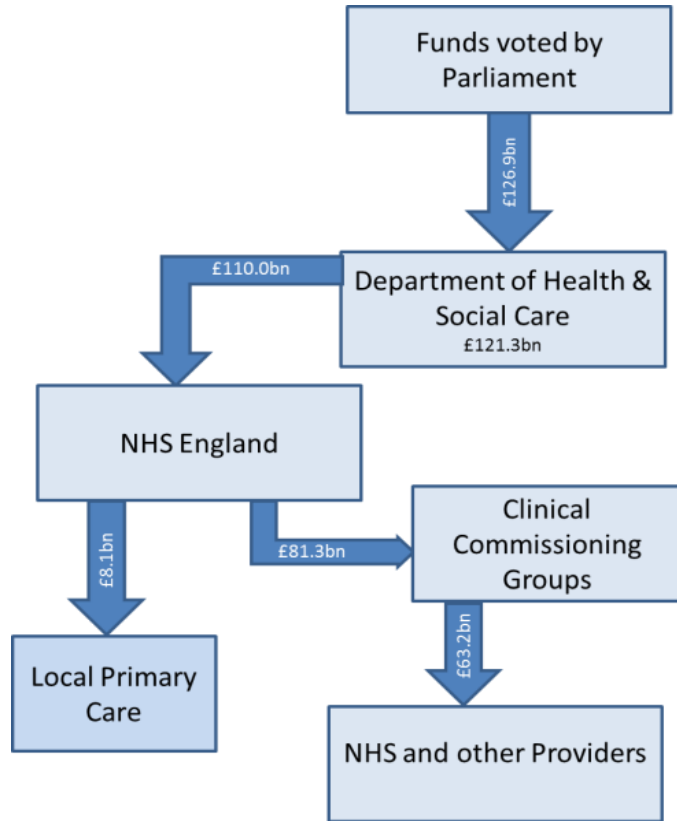 Funds voted by
Parliament
£126.9bn
£110.0bn
Department of Health &
Social Care
£121.3bn
NHS England
£8.1bn
£81.3bn
Clinical
Commissioning
Groups
£63.2bn
Local Primary
Care
NHS and other Providers